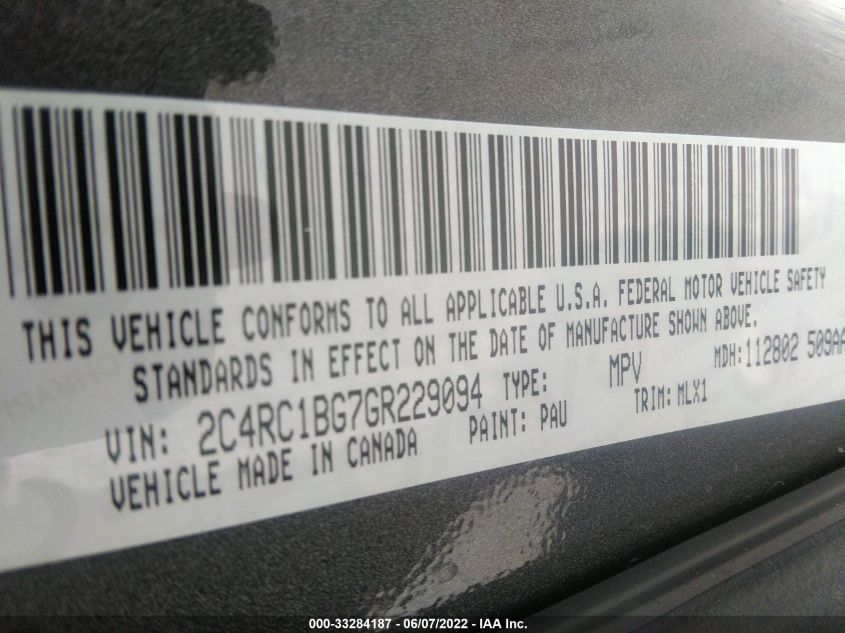 THIS VEHICLE CONFORMS TO ALL APPLICABLE U.S.A. FEDERAL MOTOR VEHICLE SAFETY
STANDARDS IN EFFECT ON THE DATE OF MANUFACTURE SHOWN ABOVE.
VIN: 2C4RC1BG7GR229094 TYPE: MPV MDH:112802 509AA
VEHICLE MADE IN CANADA PAINT: PAU TRIM: MLX1
000-33284187 - 06/07/2022 - IAA, Inc.